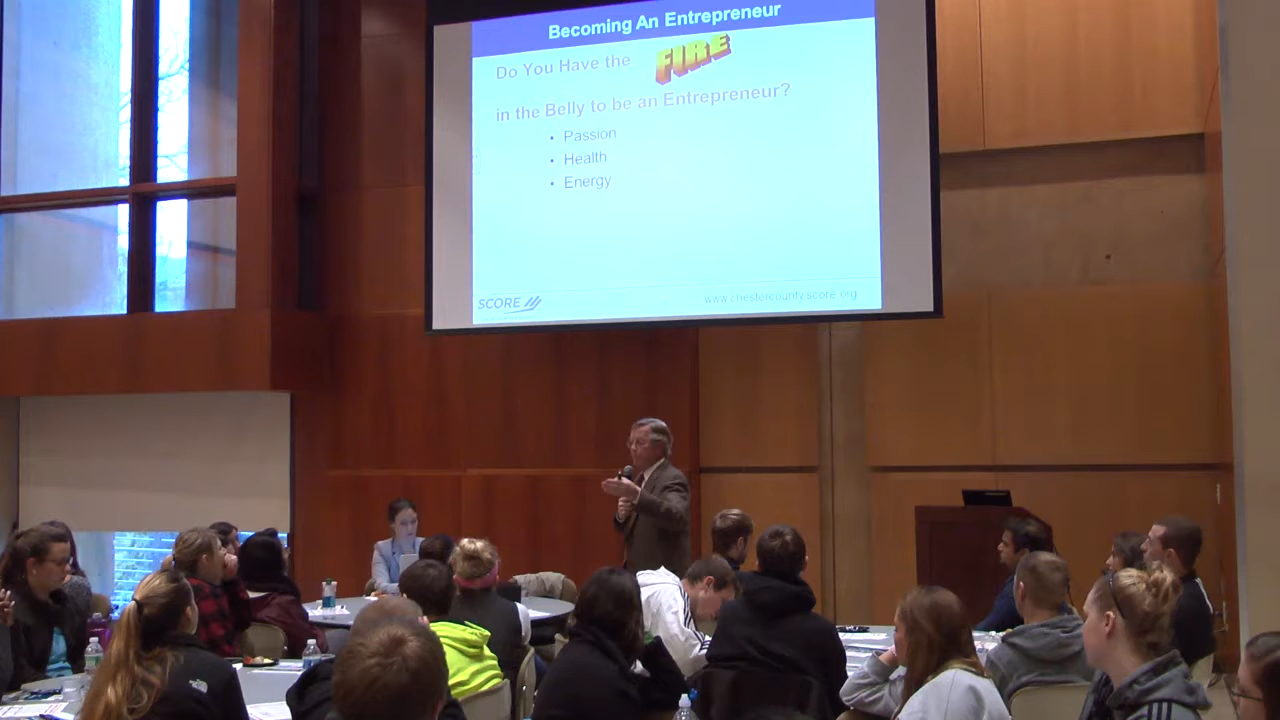 Becoming An Entrepreneur
Do You Have the FIRE
in the Belly to be an Entrepreneur?
• Passion
• Health
• Energy
SCORE
www.chestercounty.score.org